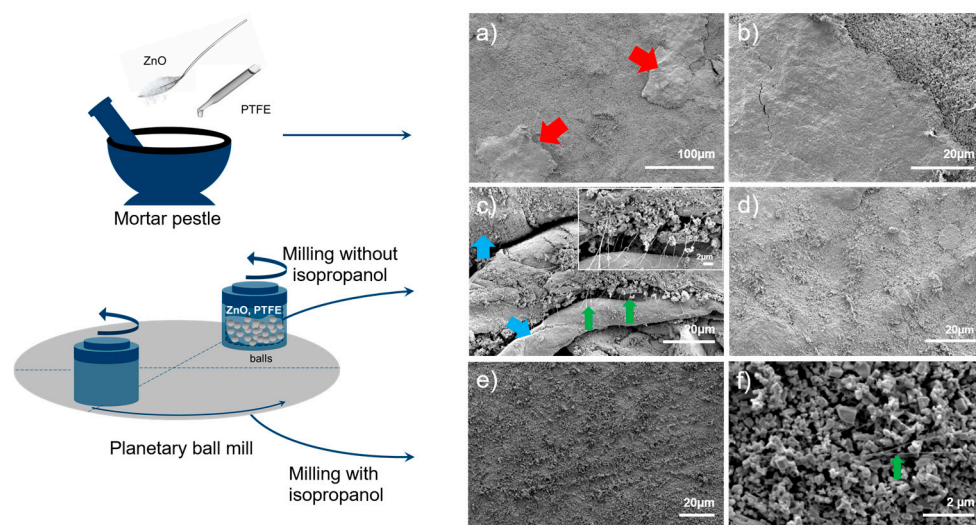 ZnO
PTFE
Mortar pestle
Milling without
isopropanol
ZnO, PTFE
balls
Planetary ball mill
Milling with
isopropanol
a)
100µm
b)
20µm
c)
2µm
20µm
d)
20µm
e)
20µm
f)
2 µm